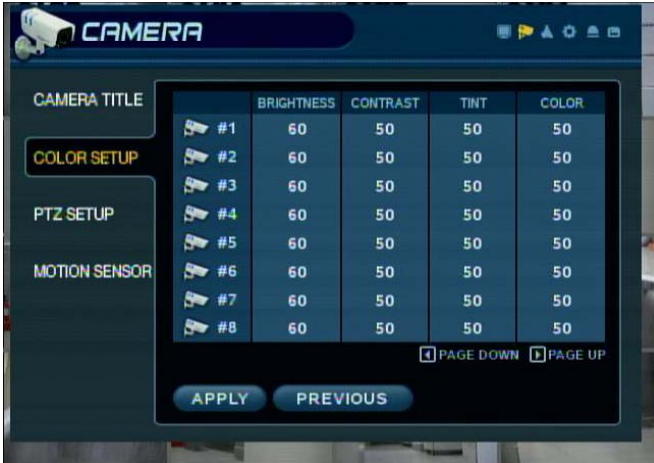 CAMERA
CAMERA TITLE
COLOR SETUP
PTZ SETUP
MOTION SENSOR
BRIGHTNESS CONTRAST TINT COLOR
#1 60 50 50 50
#2 60 50 50 50
#3 60 50 50 50
#4 60 50 50 50
#5 60 50 50 50
#6 60 50 50 50
#7 60 50 50 50
#8 60 50 50 50
PAGE DOWN PAGE UP
APPLY PREVIOUS